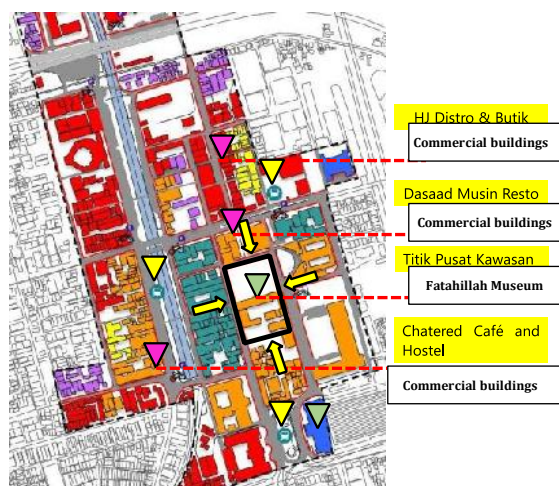 HJ Distro & Butik
Commercial buildings
Dasaad Musin Resto
Commercial buildings
Titik Pusat Kawasan
Fatahillah Museum
Chatered Café and
Hostel
Commercial buildings